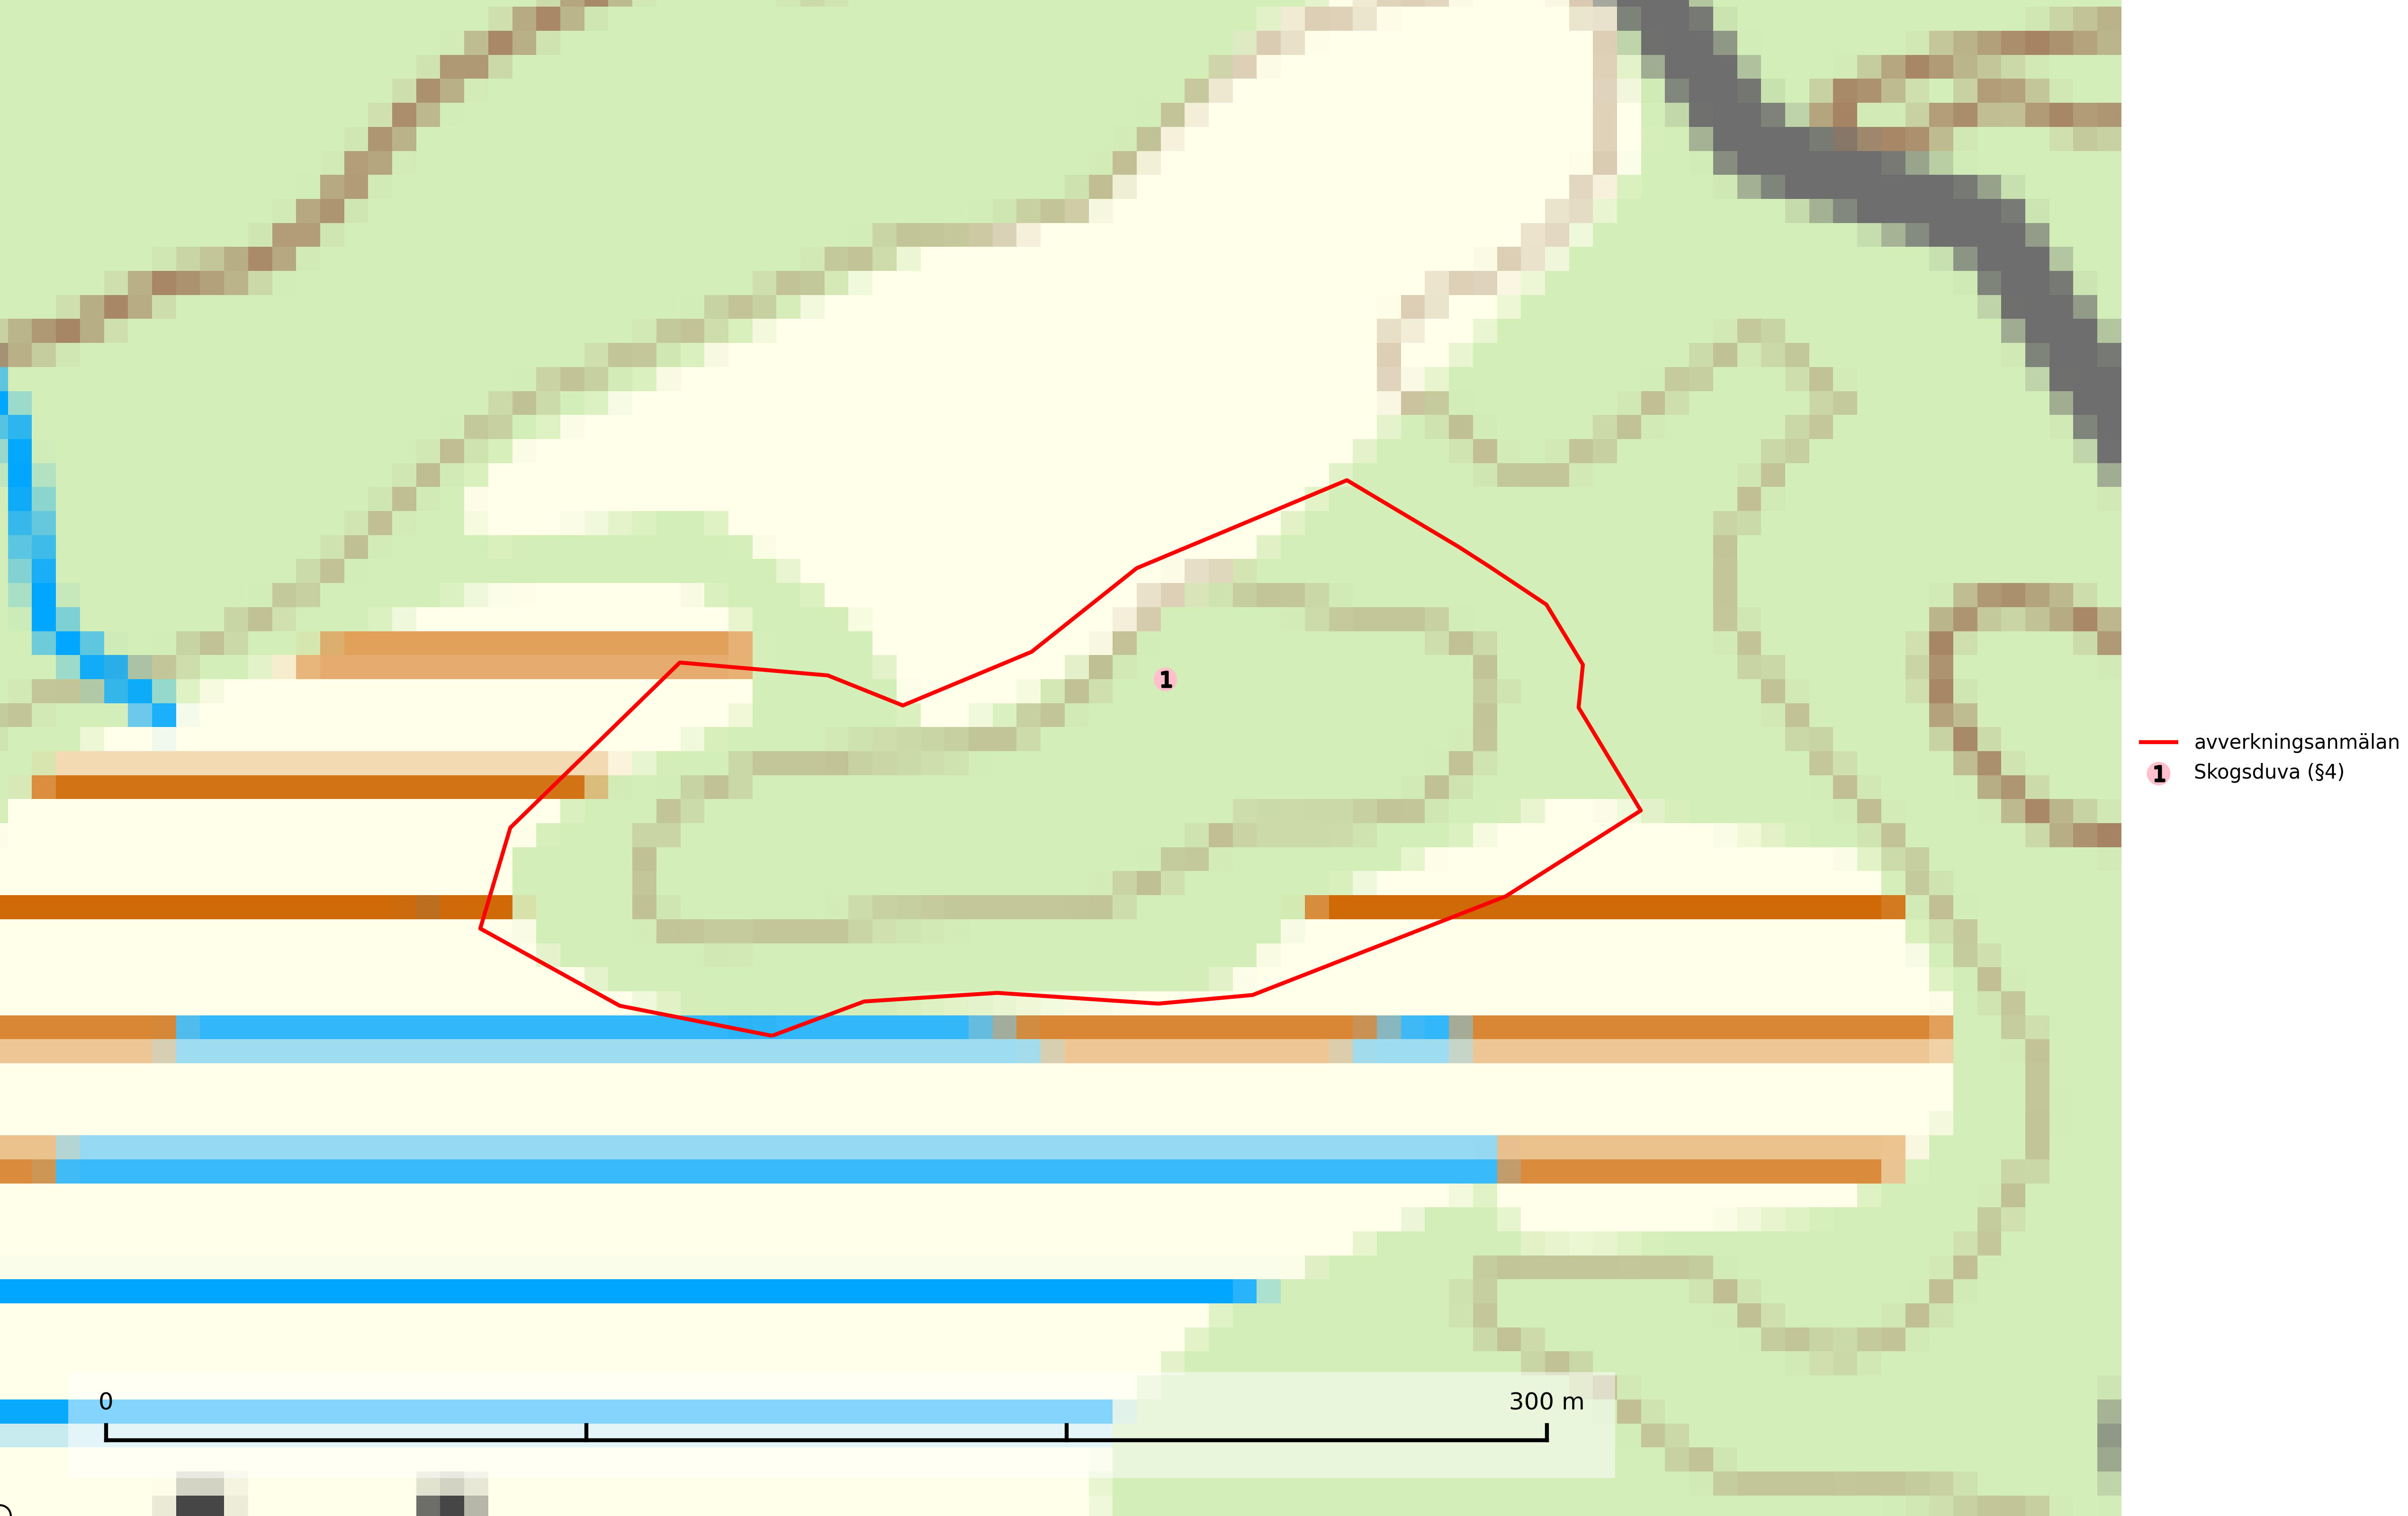 1
avverkningsanmälan
1 Skogsduva (§4)
0 300 m